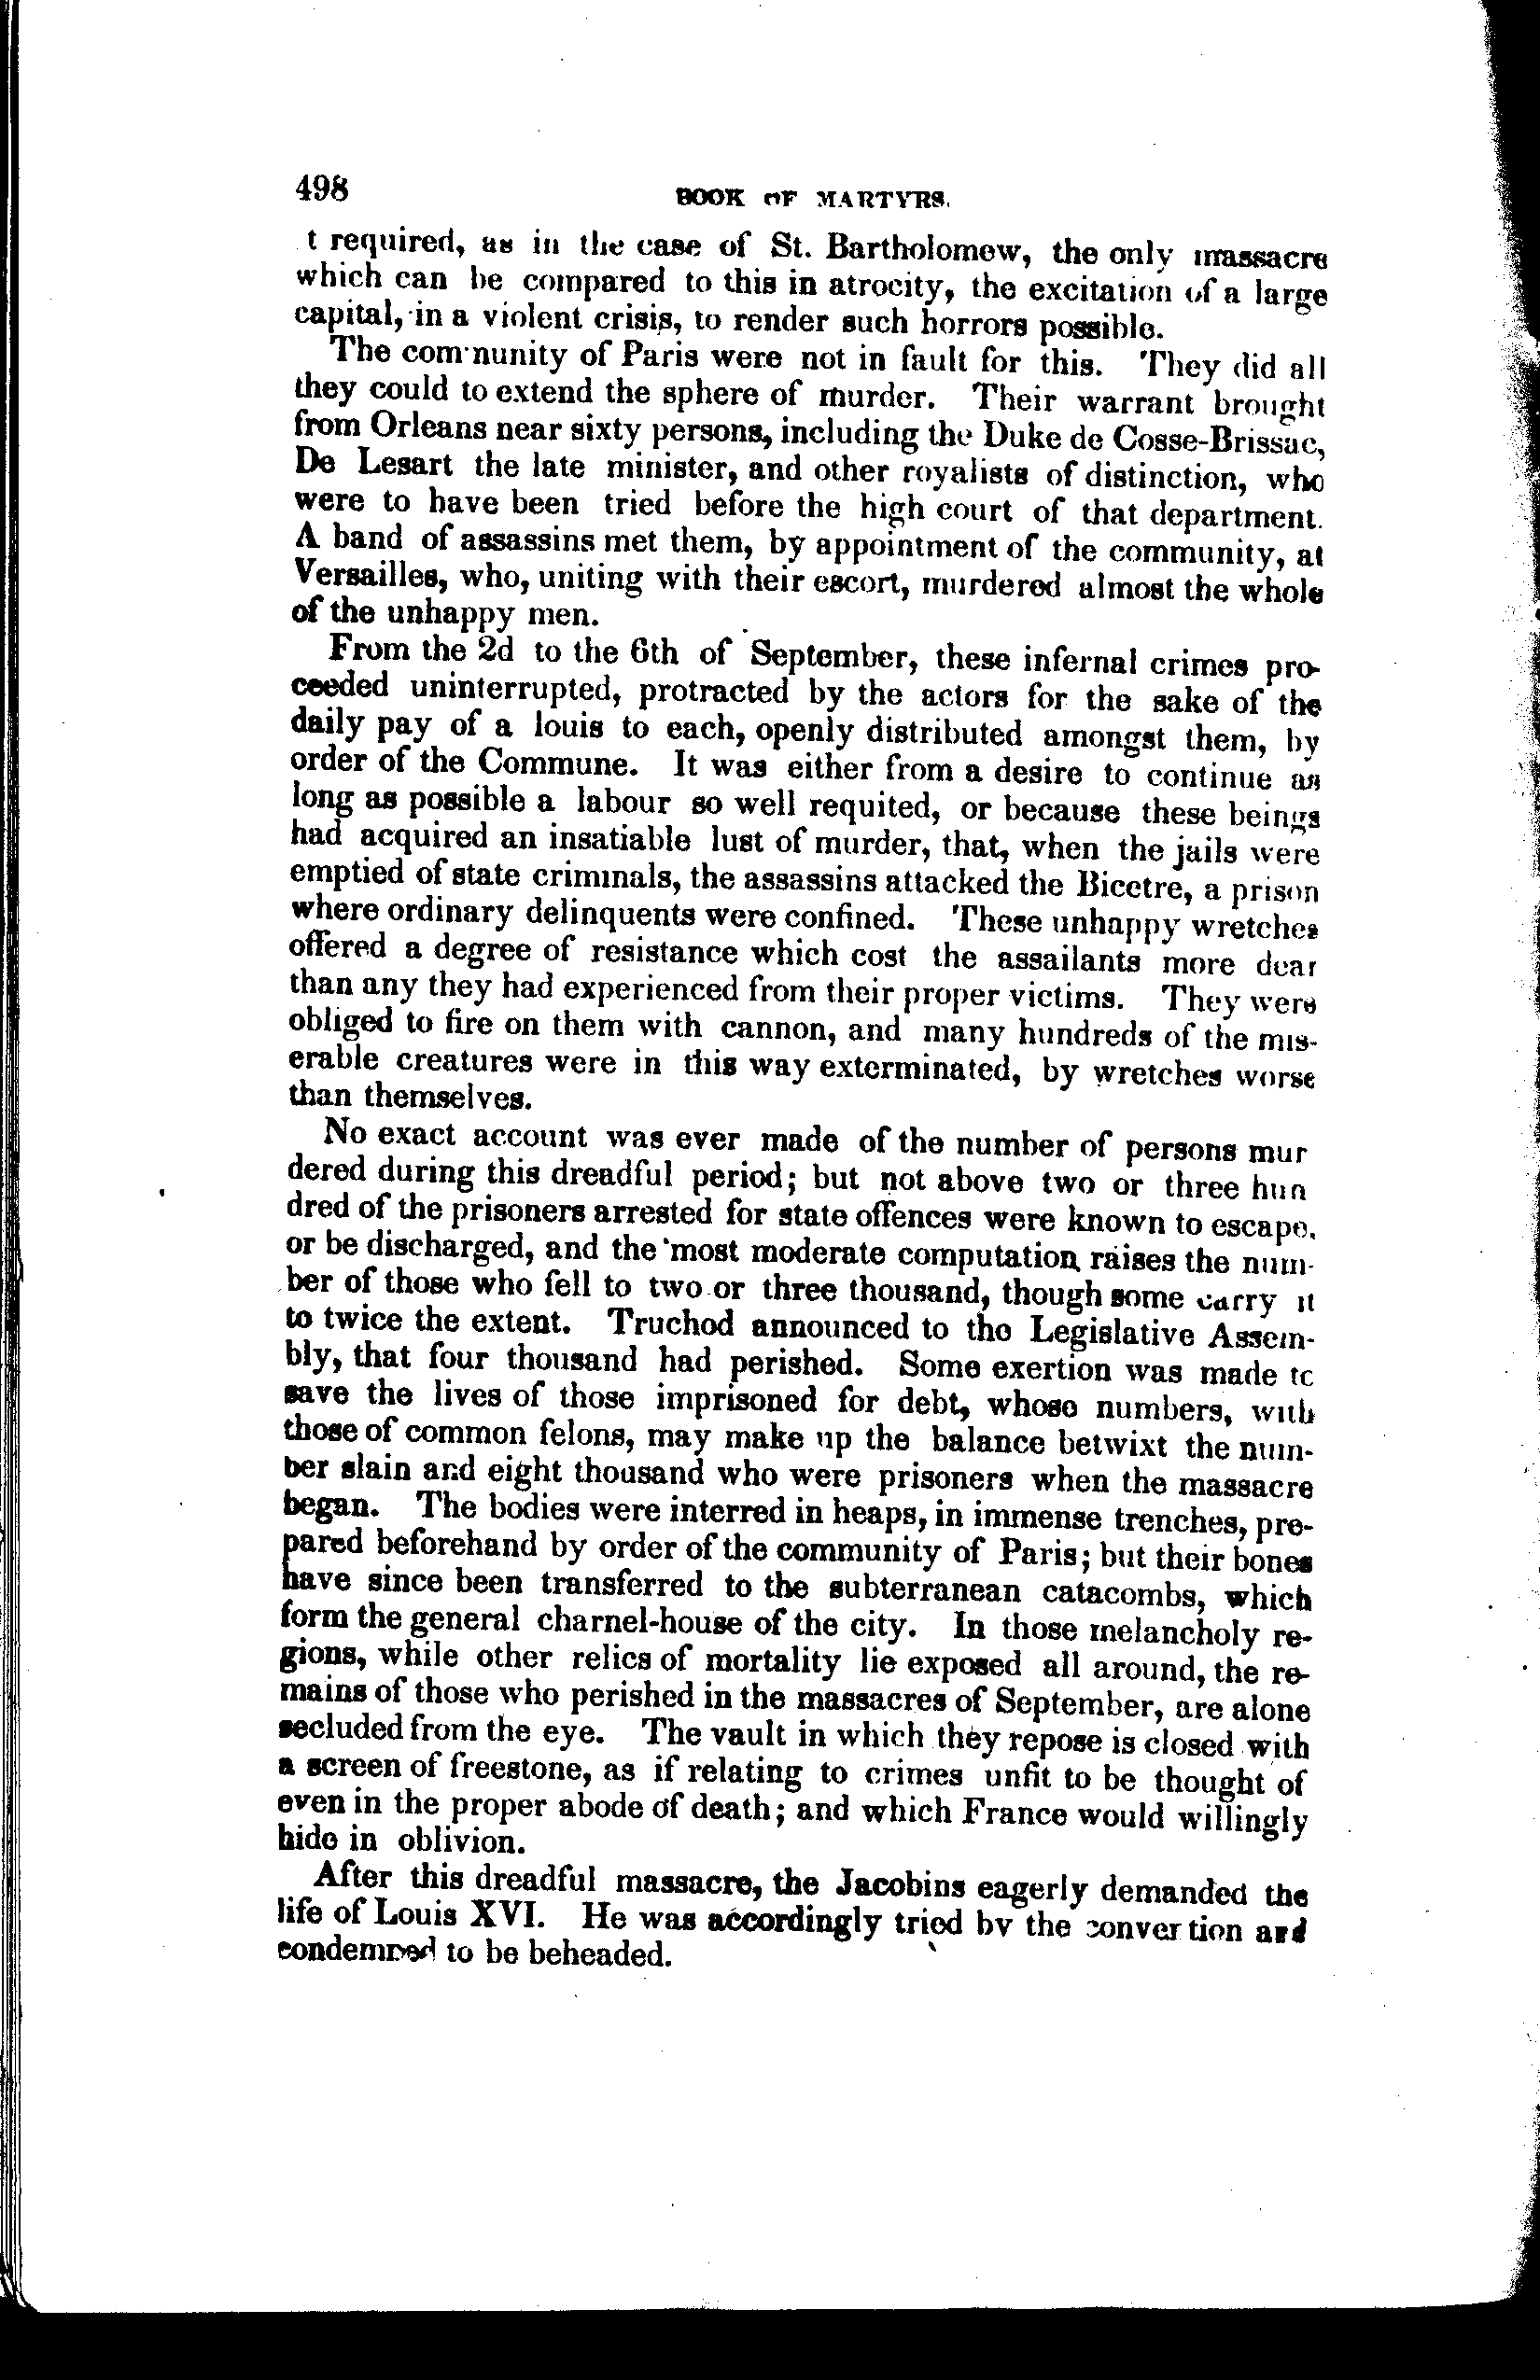 498 BOOK OF MARTYRS.
t required, as in the case of St. Bartholomew, the only massacre
which can be compared to this in atrocity, the excitation of a large
capital, in a violent crisis, to render such horrors possible.
The community of Paris were not in fault for this. They did all
they could to extend the sphere of murder. Their warrant brought
from Orleans near sixty persons, including the Duke de Cosse-Brissac,
De Lesart the late minister, and other royalists of distinction, who
were to have been tried before the high court of that department.
A band of assassins met them, by appointment of the community, at
Versailles, who, uniting with their escort, murdered almost the whole
of the unhappy men.
From the 2d to the 6th of September, these infernal crimes pro-
ceeded uninterrupted, protracted by the actors for the sake of the
daily pay of a louis to each, openly distributed amongst them, by
order of the Commune. It was either from a desire to continue as
long as possible a labour so well requited, or because these beings
had acquired an insatiable lust of murder, that, when the jails were
emptied of state criminals, the assassins attacked the Bicetre, a prison
where ordinary delinquents were confined. These unhappy wretches
offered a degree of resistance which cost the assailants more dear
than any they had experienced from their proper victims. They were
obliged to fire on them with cannon, and many hundreds of the mis-
erable creatures were in this way exterminated, by wretches worse
than themselves.
No exact account was ever made of the number of persons mur
dered during this dreadful period; but not above two or three hun
dred of the prisoners arrested for state offences were known to escape,
or be discharged, and the most moderate computation raises the num-
ber of those who fell to two or three thousand, though some carry it
to twice the extent. Truchod announced to the Legislative Assem-
bly, that four thousand had perished. Some exertion was made to
save the lives of those imprisoned for debt, whose numbers, with
those of common felons, may make up the balance betwixt the num-
ber slain and eight thousand who were prisoners when the massacre
began. The bodies were interred in heaps, in immense trenches, pre-
pared beforehand by order of the community of Paris; but their bones
have since been transferred to the subterranean catacombs, which
form the general charnel-house of the city. In those melancholy re-
gions, while other relics of mortality lie exposed all around, the re-
mains of those who perished in the massacres of September, are alone
secluded from the eye. The vault in which they repose is closed with
a screen of freestone, as if relating to crimes unfit to be thought of
even in the proper abode of death; and which France would willingly
hide in oblivion.
After this dreadful massacre, the Jacobins eagerly demanded the
life of Louis XVI. He was accordingly tried by the convention and
condemned to be beheaded.